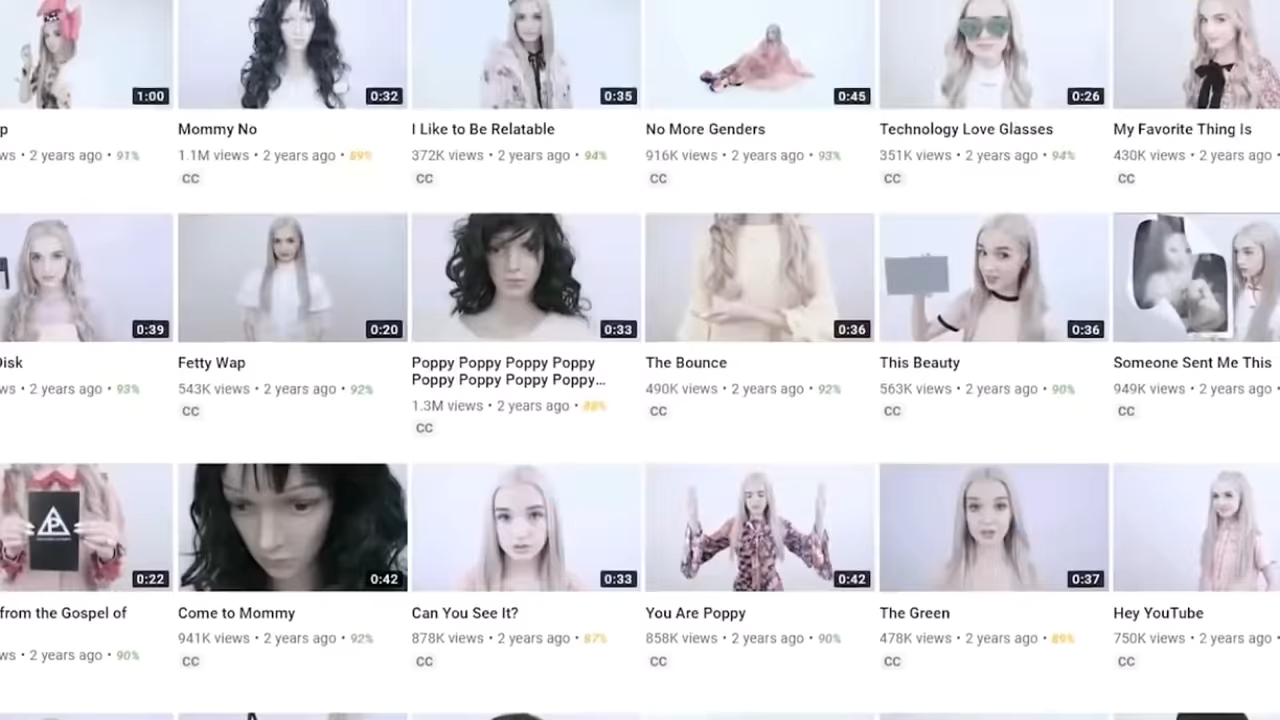 1:00
0:32
0:35
0:45
0:26
p
Mommy No
I Like to Be Relatable
No More Genders
Technology Love Glasses
My Favorite Thing Is
ws • 2 years ago • 91%
1.1M views • 2 years ago • 89%
372K views • 2 years ago • 94%
916K views • 2 years ago • 93%
351K views • 2 years ago • 94%
430K views • 2 years ago •
CC
CC
CC
CC
CC
0:39
0:20
0:33
0:36
0:36
Disk
Fetty Wap
Poppy Poppy Poppy Poppy
Poppy Poppy Poppy Poppy...
The Bounce
This Beauty
Someone Sent Me This
ws • 2 years ago • 93%
543K views • 2 years ago • 92%
1.3M views • 2 years ago • 88%
490K views • 2 years ago • 92%
563K views • 2 years ago • 90%
949K views • 2 years ago •
CC
CC
CC
CC
CC
P
0:22
0:42
0:33
0:42
0:37
from the Gospel of
Come to Mommy
Can You See It?
You Are Poppy
The Green
Hey YouTube
ws • 2 years ago • 90%
941K views • 2 years ago • 92%
878K views • 2 years ago • 87%
858K views • 2 years ago • 90%
478K views • 2 years ago • 89%
750K views • 2 years ago •
CC
CC
CC
CC
CC